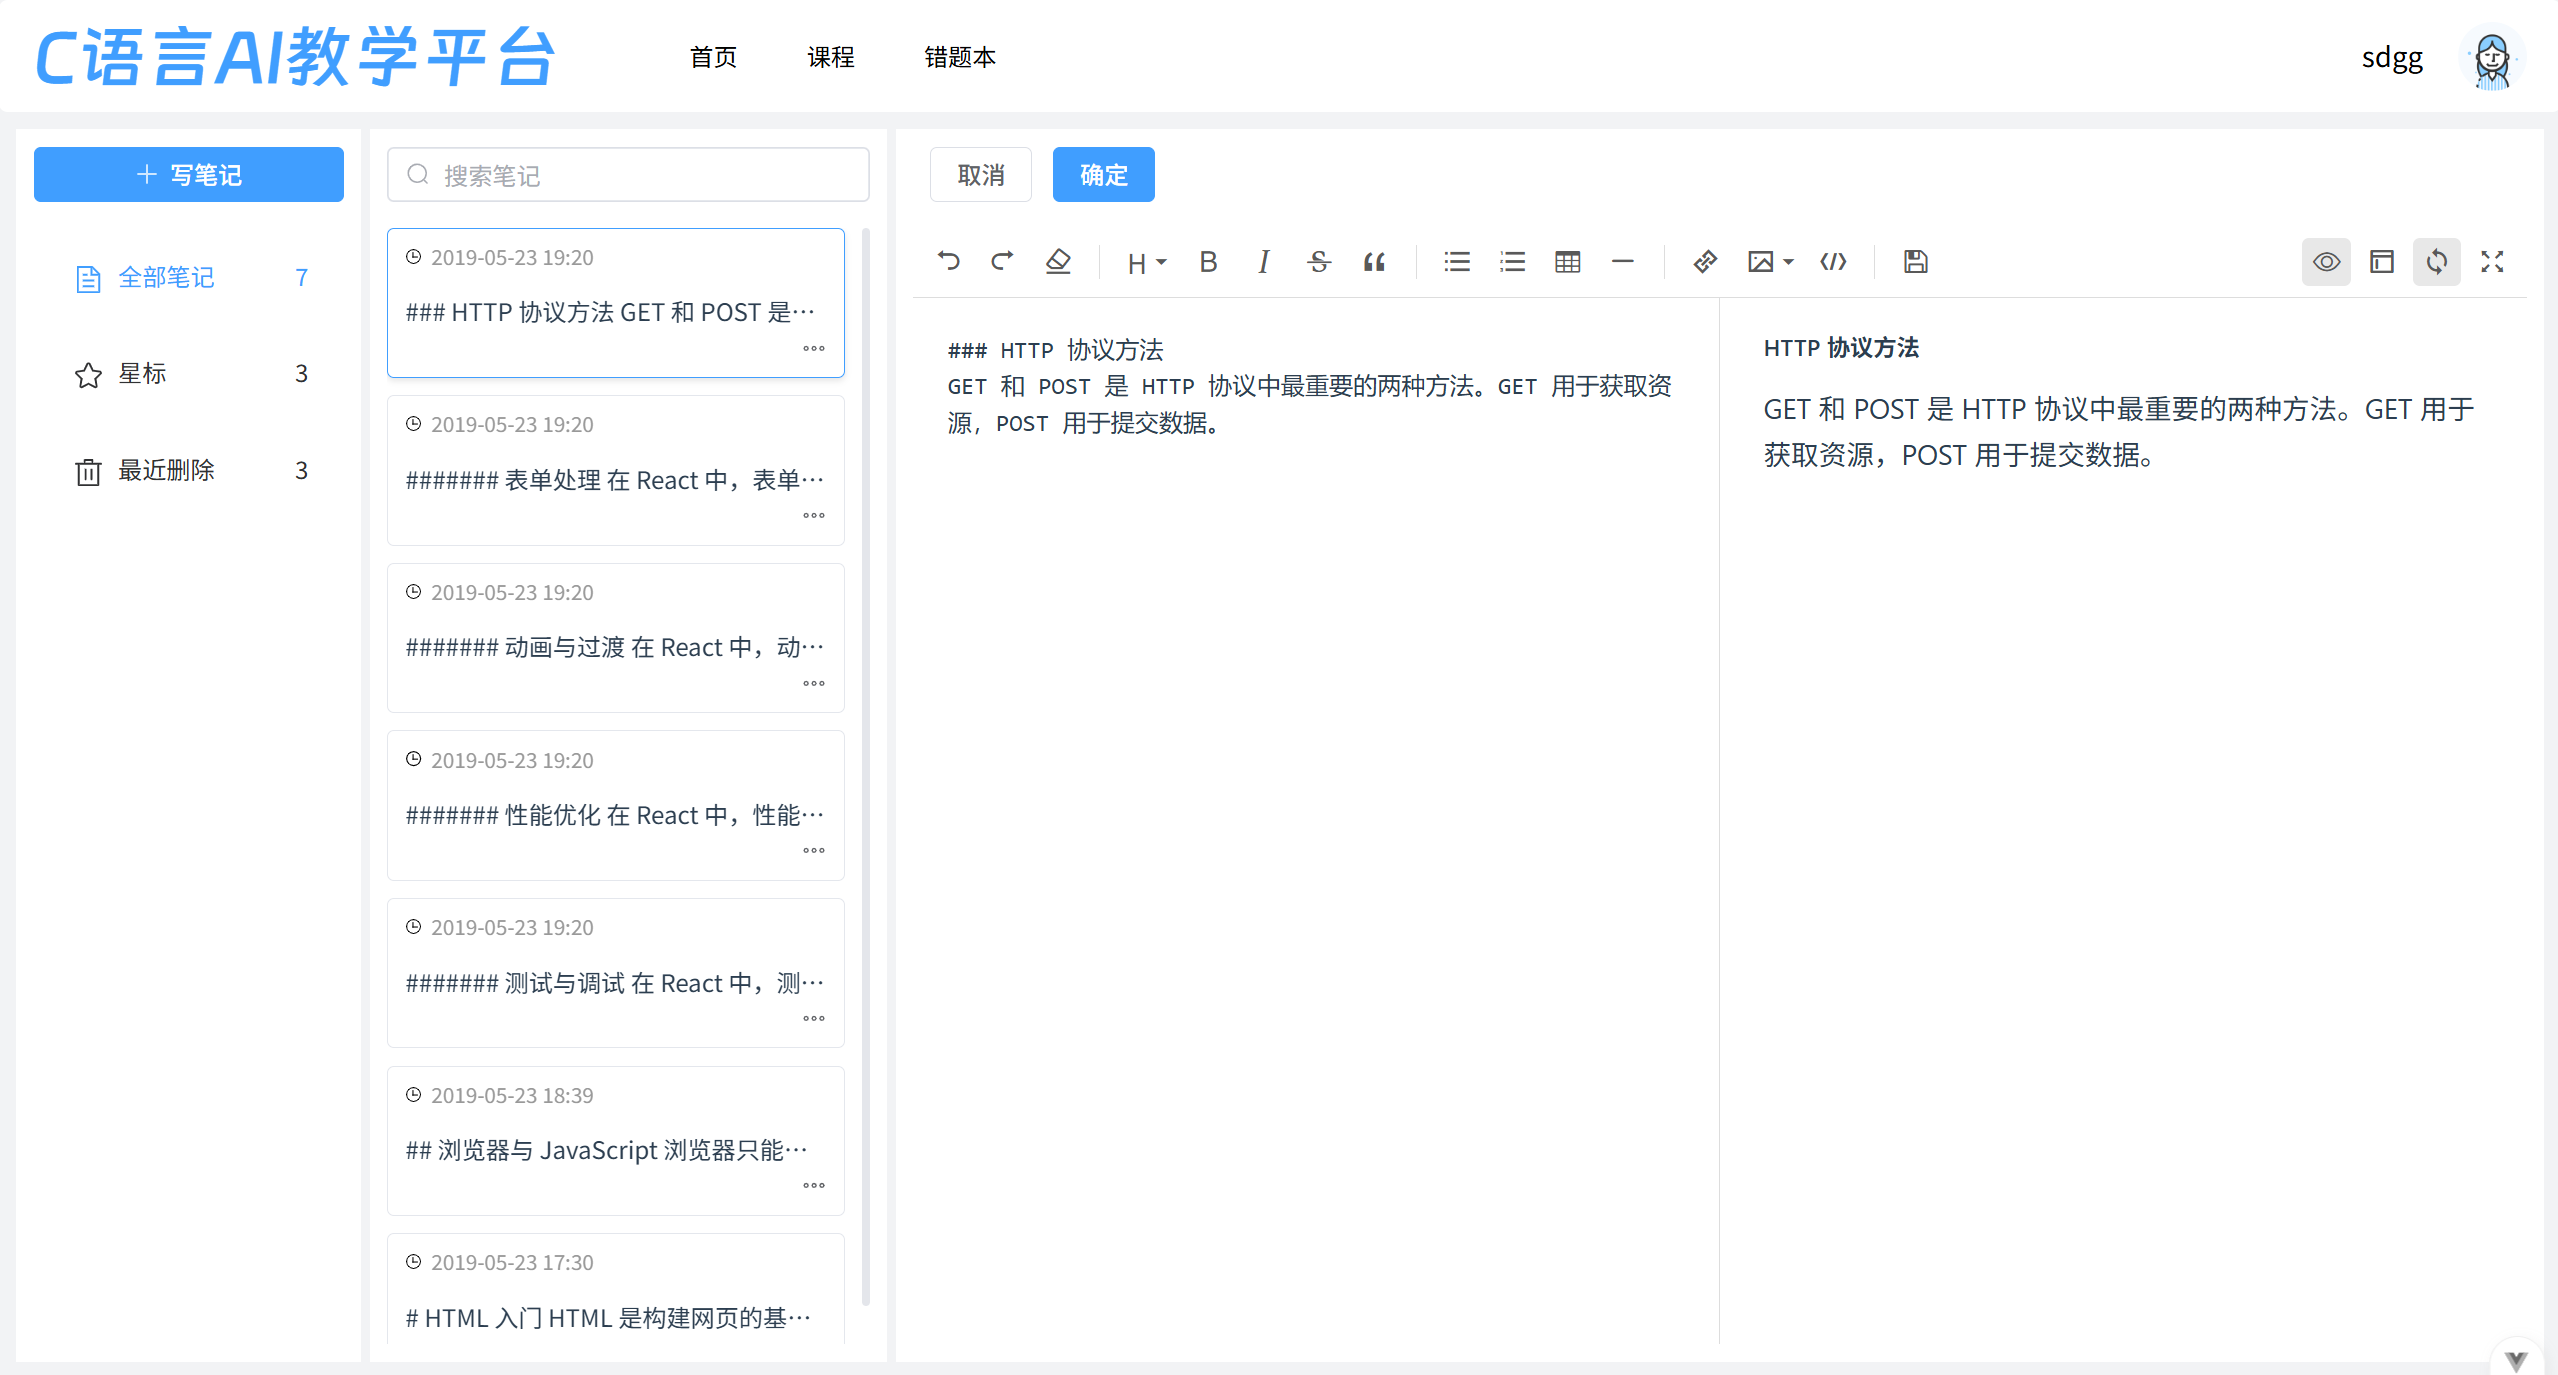 C语言AI教学平台
首页
课程
错题本
sdgg
写笔记
全部笔记 7
星标 3
最近删除 3
搜索笔记
2019-05-23 19:20
### HTTP 协议方法 GET 和 POST 是…
2019-05-23 19:20
####### 表单处理 在 React 中，表单…
2019-05-23 19:20
####### 动画与过渡 在 React 中，动…
2019-05-23 19:20
####### 性能优化 在 React 中，性能…
2019-05-23 19:20
####### 测试与调试 在 React 中，测…
2019-05-23 18:39
## 浏览器与 JavaScript 浏览器只能…
2019-05-23 17:30
# HTML 入门 HTML 是构建网页的基…
取消
确定
### HTTP 协议方法
GET 和 POST 是 HTTP 协议中最重要的两种方法。GET 用于获取资
源，POST 用于提交数据。
HTTP 协议方法
GET 和 POST 是 HTTP 协议中最重要的两种方法。GET 用于
获取资源，POST 用于提交数据。